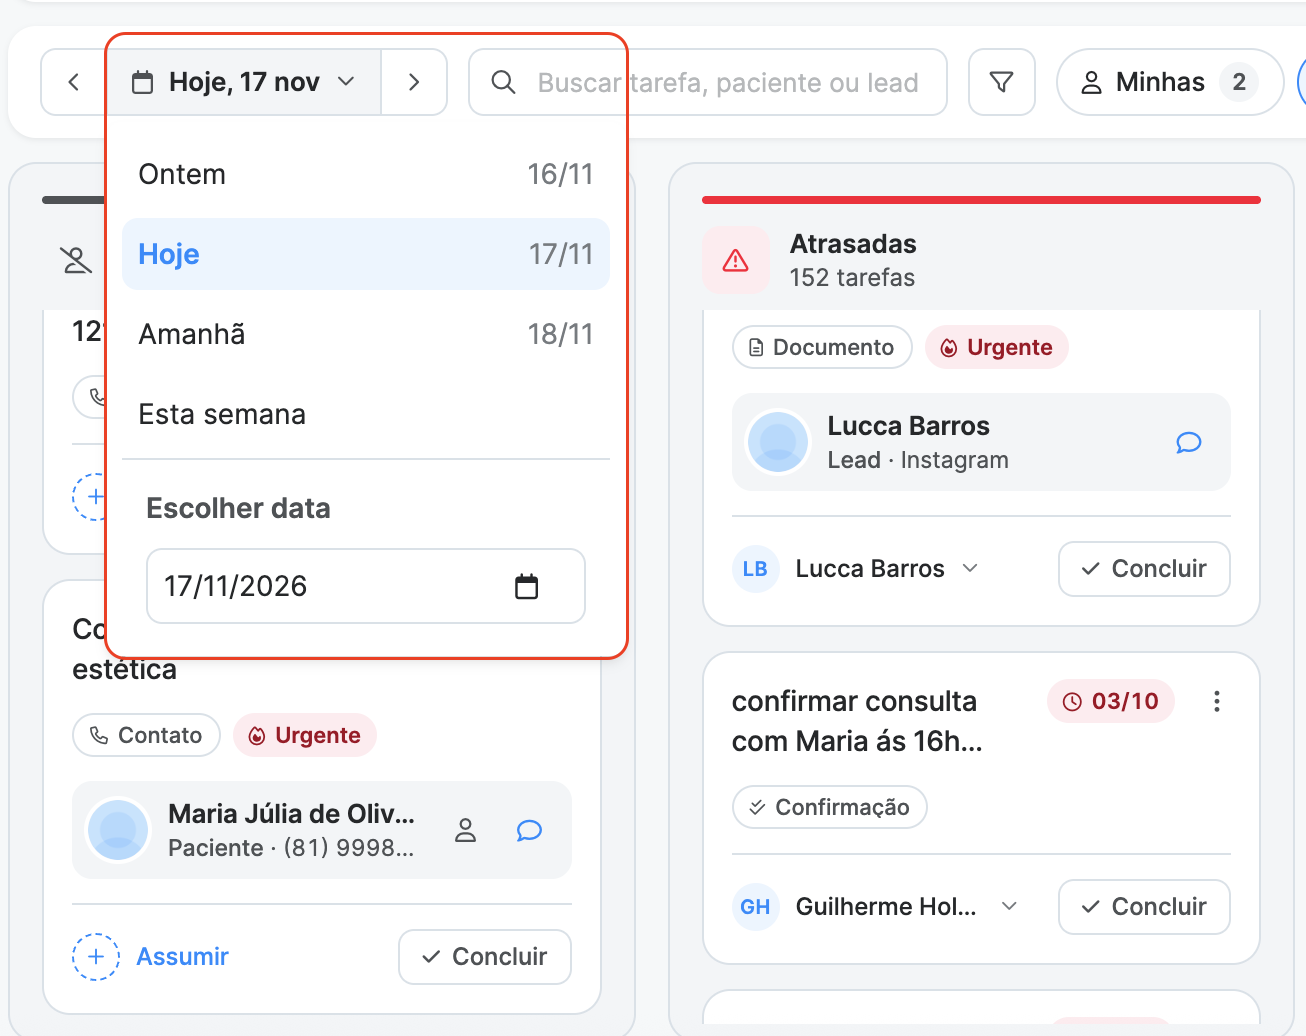 Hoje, 17 nov
Buscar tarefa, paciente ou lead
Minhas 2
Ontem 16/11
Hoje 17/11
Amanhã 18/11
Esta semana
Escolher data
17/11/2026
Co
estética
Contato
Urgente
Maria Júlia de Oliv...
Paciente · (81) 9998...
Assumir
Concluir
Atrasadas
152 tarefas
Documento
Urgente
Lucca Barros
Lead · Instagram
LB Lucca Barros
Concluir
confirmar consulta
com Maria ás 16h...
03/10
Confirmação
GH Guilherme Hol...
Concluir